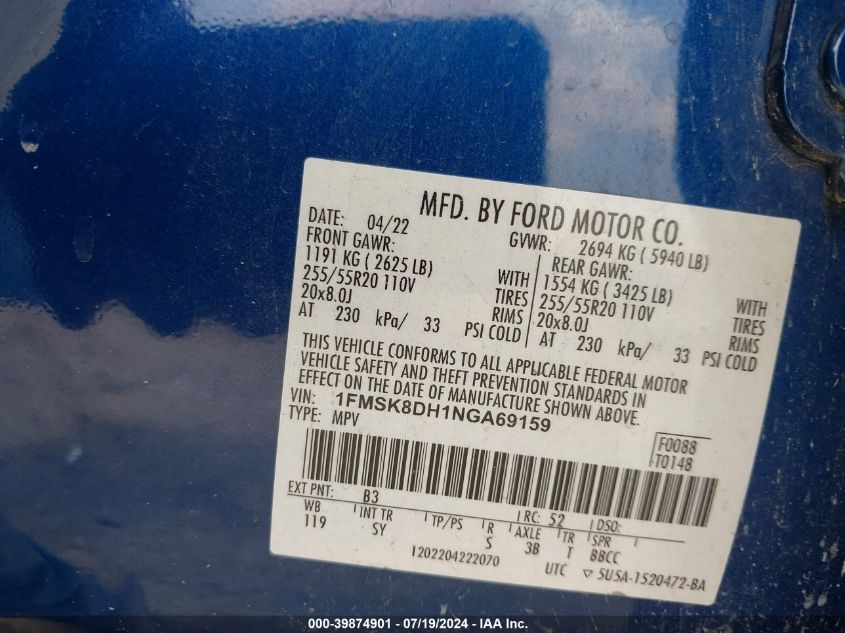 MFD. BY FORD MOTOR CO.
DATE: 04/22 GVWR: 2694 KG ( 5940 LB)
FRONT GAWR: REAR GAWR:
1191 KG ( 2625 LB) WITH 1554 KG ( 3425 LB) WITH
255/55R20 110V TIRES 255/55R20 110V TIRES
20x8.0J RIMS 20x8.0J RIMS
AT 230 kPa/ 33 PSI COLD AT 230 kPa/ 33 PSI COLD
THIS VEHICLE CONFORMS TO ALL APPLICABLE FEDERAL MOTOR
VEHICLE SAFETY AND THEFT PREVENTION STANDARDS IN
EFFECT ON THE DATE OF MANUFACTURE SHOWN ABOVE.
VIN: 1FMSK8DH1NGA69159
TYPE: MPV
F0088
T0148
EXT PNT: B3 RC: 52 DSO:
WB INT TR TP/PS R AXLE TR SPR
119 SY S 3B T BBCC
1202204222070 UTC ▽ 5U5A-1520472-BA
000-39874901 - 07/19/2024 - IAA Inc.